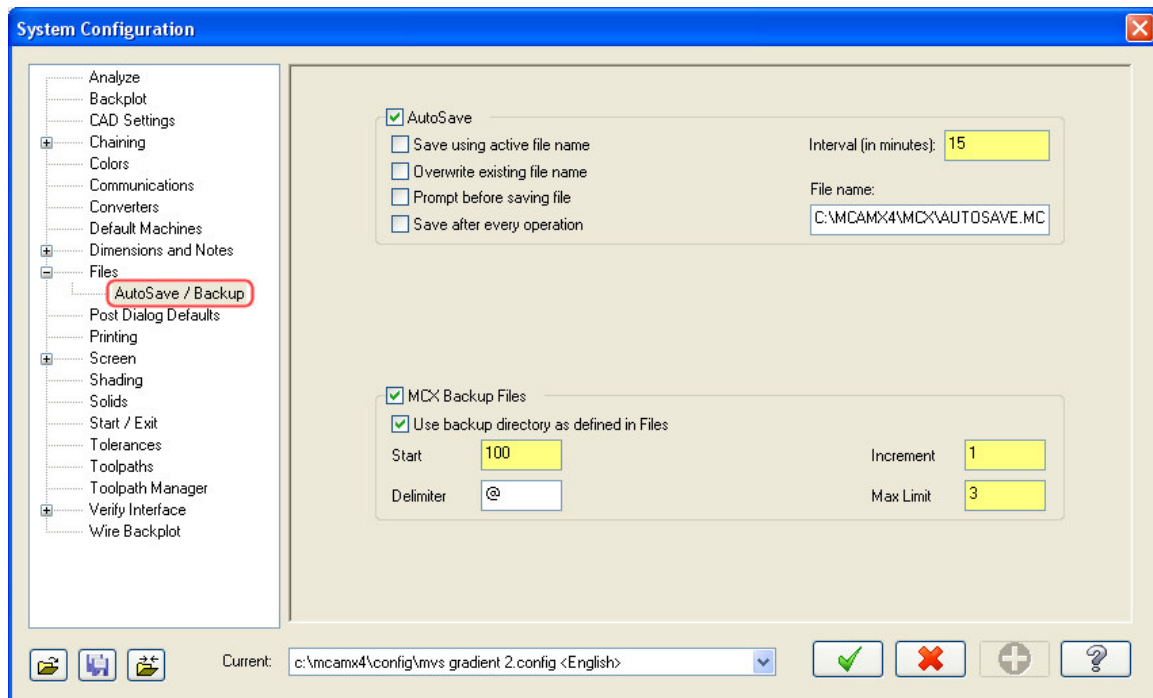 System Configuration
Analyze
Backplot
CAD Settings
Chaining
Colors
Communications
Converters
Default Machines
Dimensions and Notes
Files
AutoSave / Backup
Post Dialog Defaults
Printing
Screen
Shading
Solids
Start / Exit
Tolerances
Toolpaths
Toolpath Manager
Verify Interface
Wire Backplot
AutoSave
Save using active file name
Overwrite existing file name
Prompt before saving file
Save after every operation
Interval (in minutes): 15
File name:
C:\MCAMX4\MCX\AUTOSAVE.MC
MCX Backup Files
Use backup directory as defined in Files
Start 100
Increment 1
Delimiter @
Max Limit 3
Current: c:\mcamx4\config\mvs gradient 2.config <English>